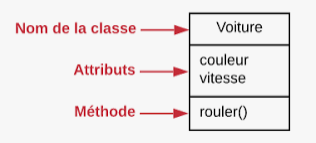 Nom de la classe
Voiture
Attributs
couleur
vitesse
Méthode
rouler()